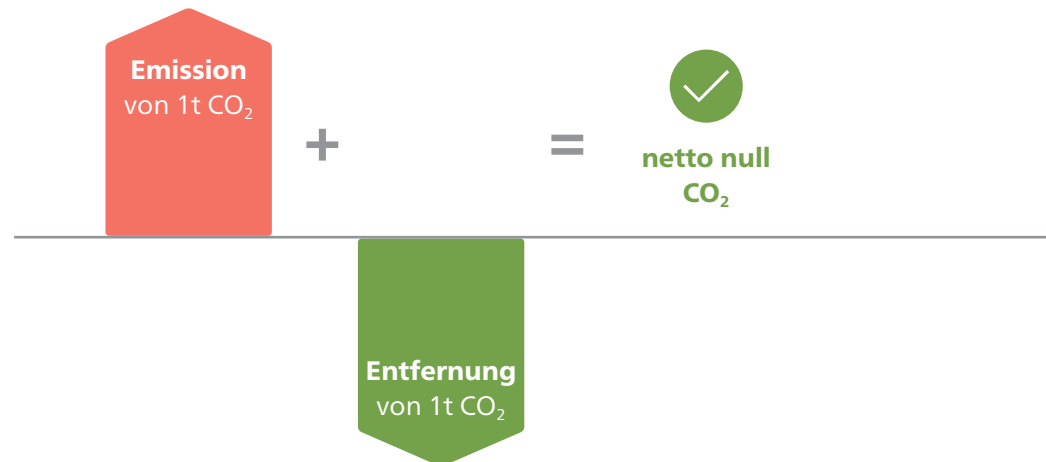 Emission
von 1t CO₂
+
=
netto null
CO₂
Entfernung
von 1t CO₂